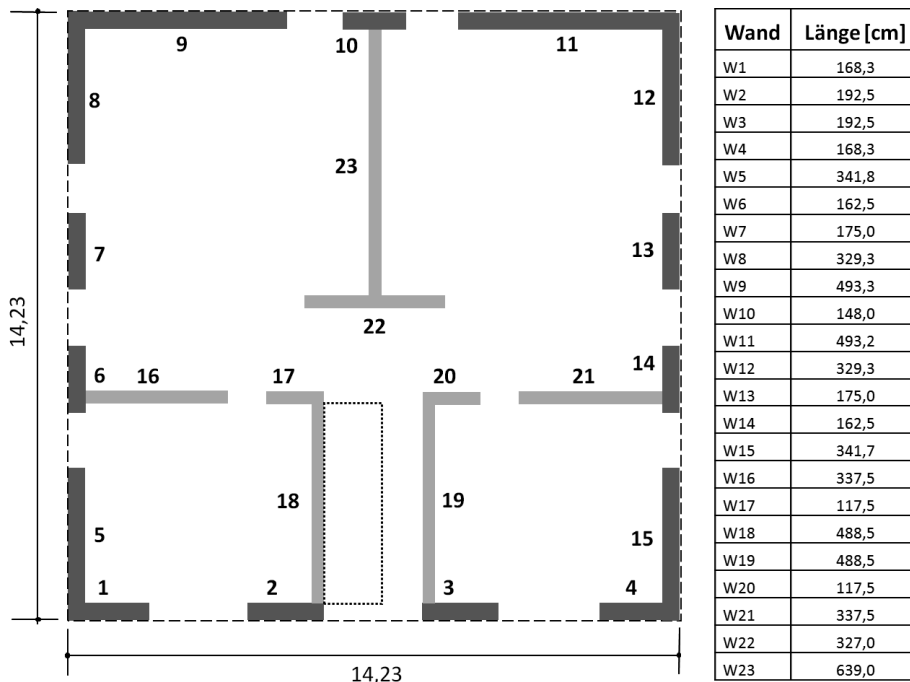 9
10
11
8
12
23
7
13
22
6
16
17
20
21
14
18
19
5
15
1
2
3
4
14,23
14,23
Wand Länge [cm]
W1 168,3
W2 192,5
W3 192,5
W4 168,3
W5 341,8
W6 162,5
W7 175,0
W8 329,3
W9 493,3
W10 148,0
W11 493,2
W12 329,3
W13 175,0
W14 162,5
W15 341,7
W16 337,5
W17 117,5
W18 488,5
W19 488,5
W20 117,5
W21 337,5
W22 327,0
W23 639,0